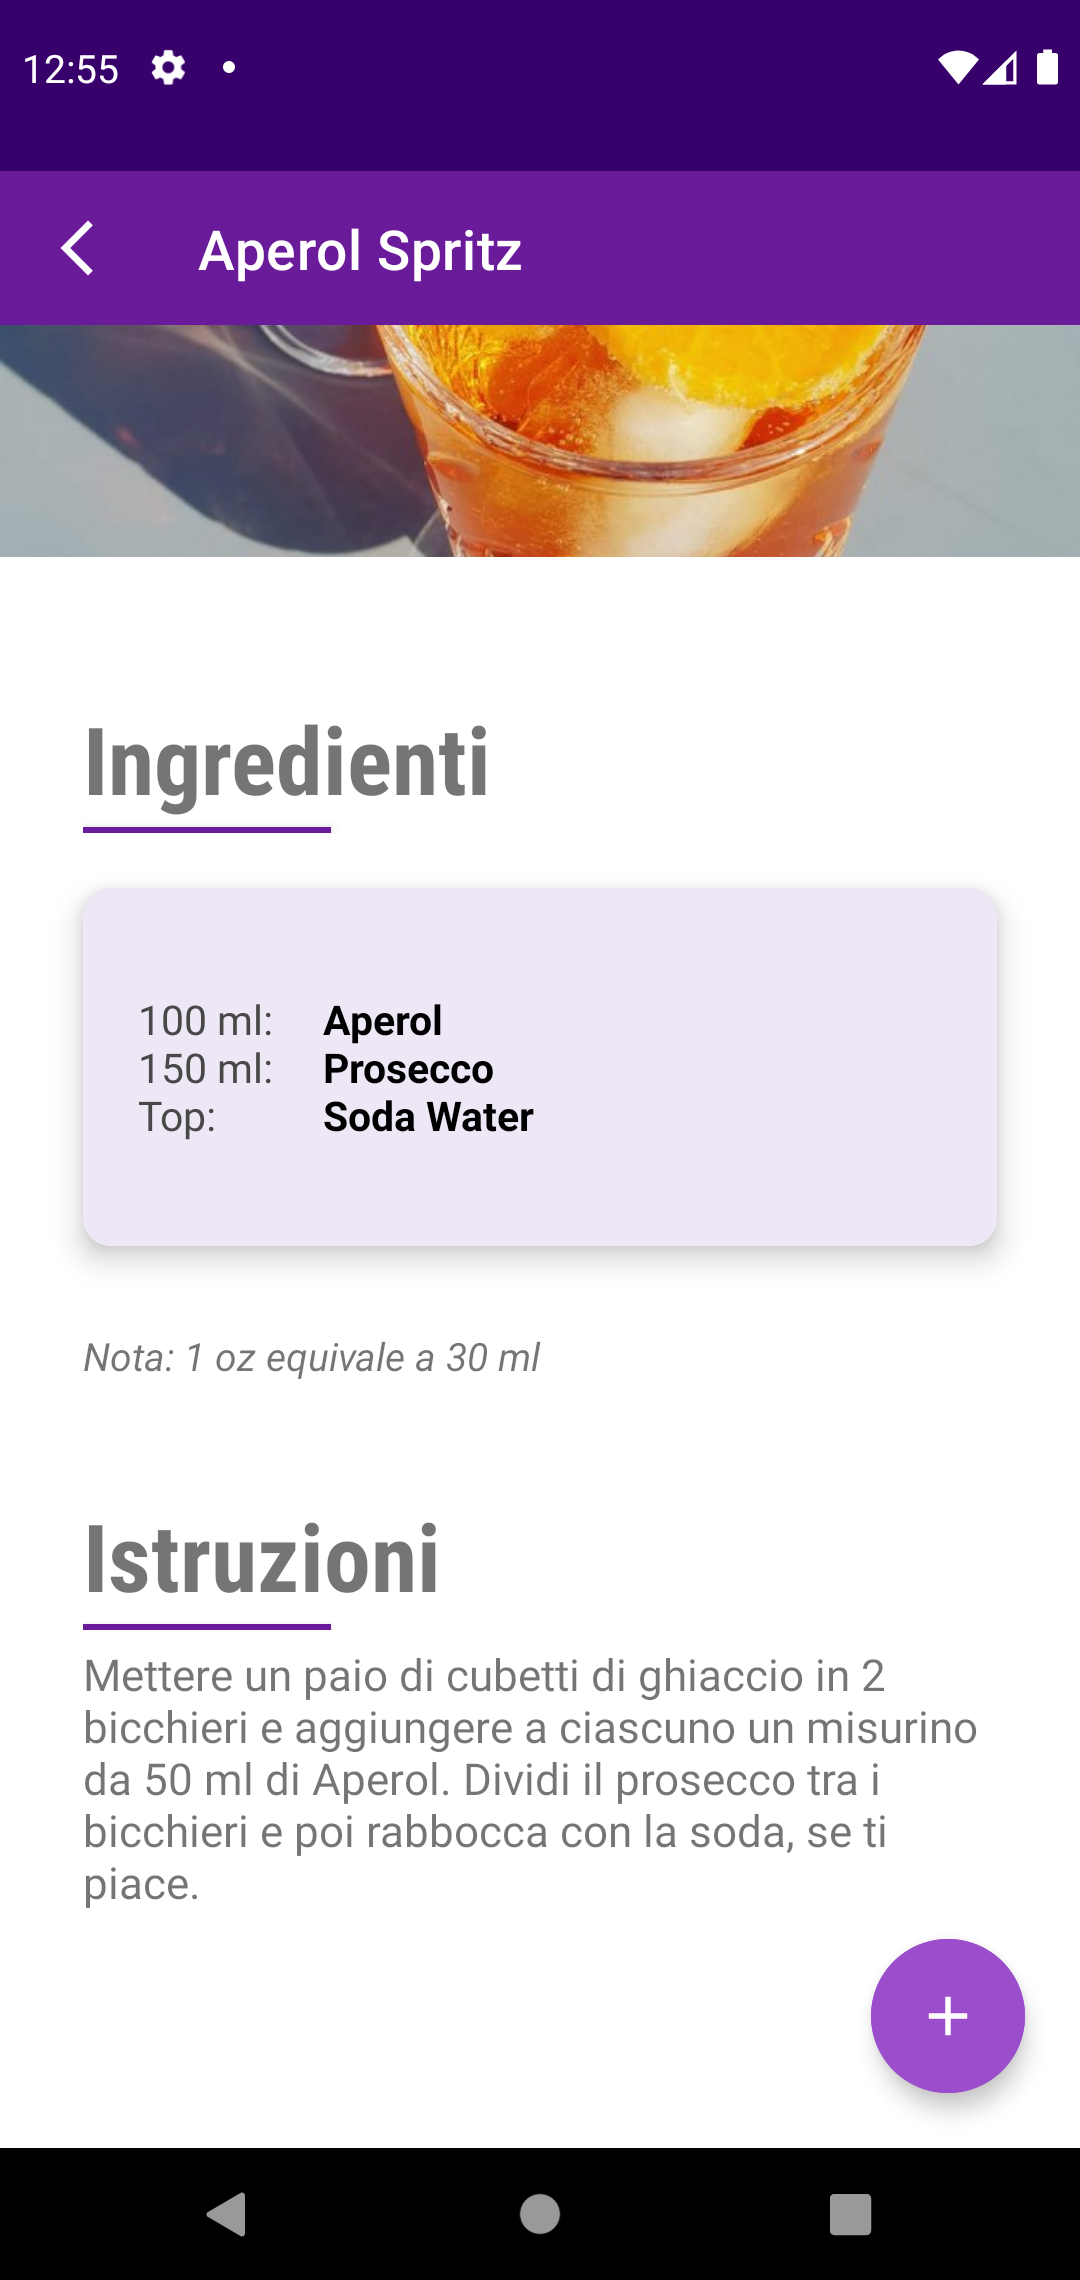 12:55
Aperol Spritz
Ingredienti
100 ml: Aperol
150 ml: Prosecco
Top: Soda Water
Nota: 1 oz equivale a 30 ml
Istruzioni
Mettere un paio di cubetti di ghiaccio in 2
bicchieri e aggiungere a ciascuno un misurino
da 50 ml di Aperol. Dividi il prosecco tra i
bicchieri e poi rabbocca con la soda, se ti
piace.